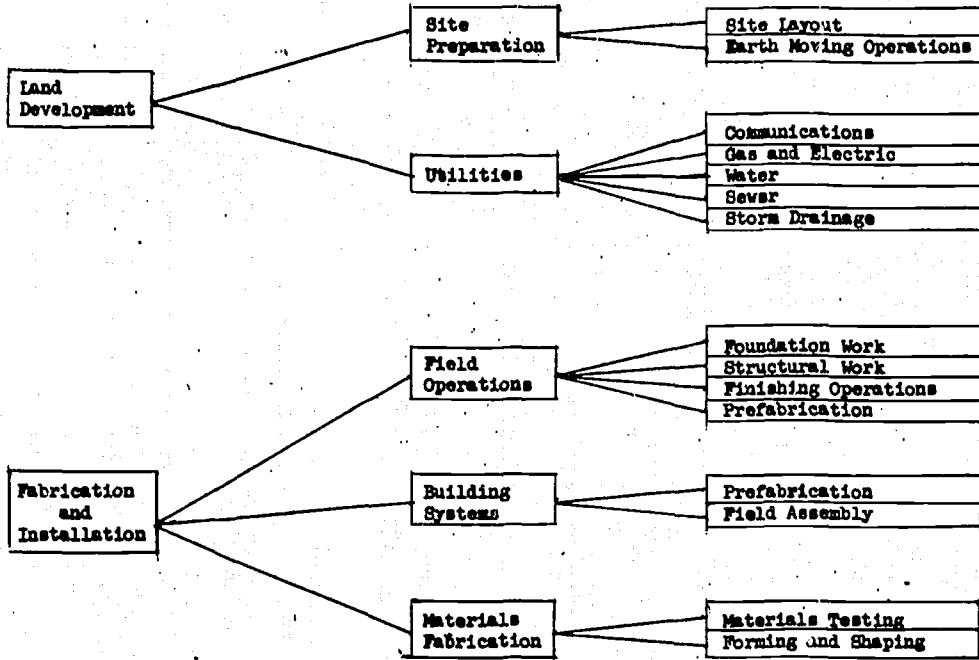 Land
Development
Site
Preparation
Site Layout
Earth Moving Operations
Utilities
Communications
Gas and Electric
Water
Sewer
Storm Drainage
Fabrication
and
Installation
Field
Operations
Foundation Work
Structural Work
Finishing Operations
Prefabrication
Building
Systems
Prefabrication
Field Assembly
Materials
Fabrication
Materials Testing
Forming and Shaping